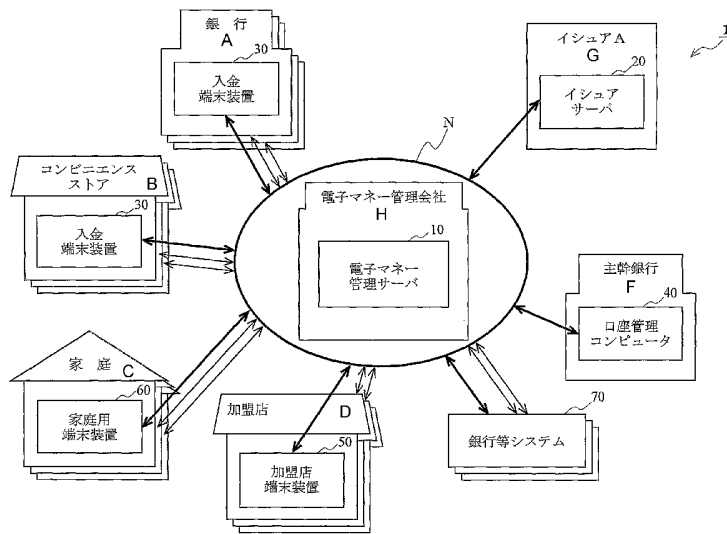 銀 行
A
30
入金
端末装置
イシュアA
G
20
イシュア
サーバ
1
N
コンビニエンス
ストア
B
30
入金
端末装置
電子マネー管理会社
H
10
電子マネー
管理サーバ
主幹銀行
F
40
口座管理
コンピュータ
家 庭
C
60
家庭用
端末装置
加盟店
D
50
加盟店
端末装置
70
銀行等システム